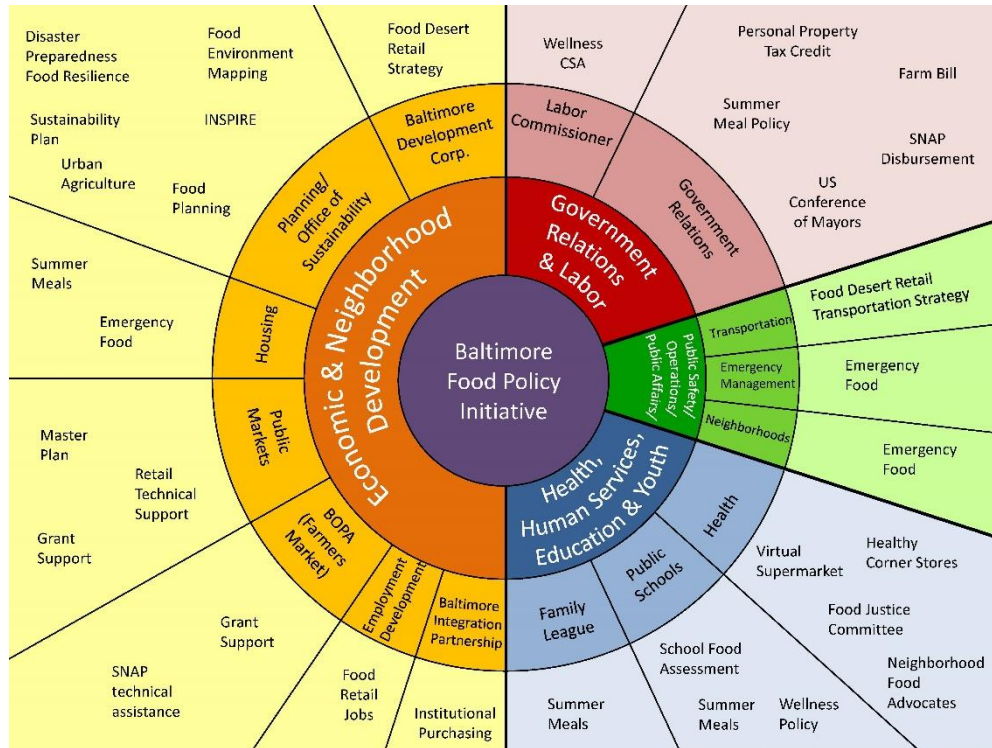 Disaster
Preparedness
Food Resilience
Food
Environment
Mapping
Sustainability
Plan
INSPIRE
Urban
Agriculture
Food
Planning
Food Desert
Retail
Strategy
Wellness
CSA
Personal Property
Tax Credit
Farm Bill
Summer
Meal Policy
SNAP
Disbursement
US
Conference
of Mayors
Baltimore
Development
Corp.
Labor
Commissioner
Government
Relations
Planning/
Office of
Sustainability
Government
Relations
& Labor
Economic & Neighborhood
Development
Baltimore
Food Policy
Initiative
Summer
Meals
Emergency
Food
Housing
Transportation
Food Desert Retail
Transportation Strategy
Public Safety/
Operations/
Public Affairs/
Emergency
Management
Emergency
Food
Neighborhoods
Emergency
Food
Master
Plan
Retail
Technical
Support
Grant
Support
Public
Markets
Health,
Human Services,
Education & Youth
Health
Virtual
Supermarket
Healthy
Corner Stores
Food Justice
Committee
Neighborhood
Food
Advocates
BOPA
(Farmers
Market)
Grant
Support
SNAP
technical
assistance
Employment
Development
Food
Retail
Jobs
Baltimore
Integration
Partnership
Institutional
Purchasing
Family
League
Summer
Meals
Public
Schools
School Food
Assessment
Summer
Meals
Wellness
Policy